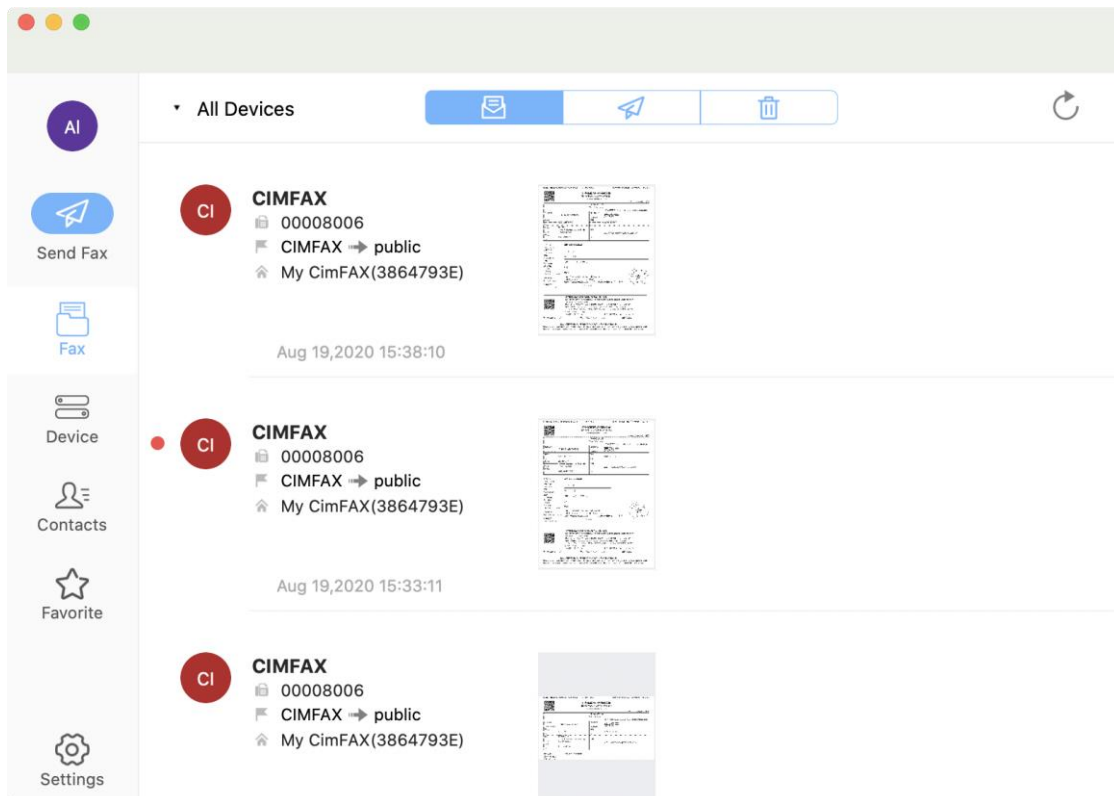 AI
Send Fax
Fax
Device
Contacts
Favorite
Settings
All Devices
CI
CIMFAX
00008006
CIMFAX public
My CimFAX(3864793E)
Aug 19,2020 15:38:10
CI
CIMFAX
00008006
CIMFAX public
My CimFAX(3864793E)
Aug 19,2020 15:33:11
CI
CIMFAX
00008006
CIMFAX public
My CimFAX(3864793E)